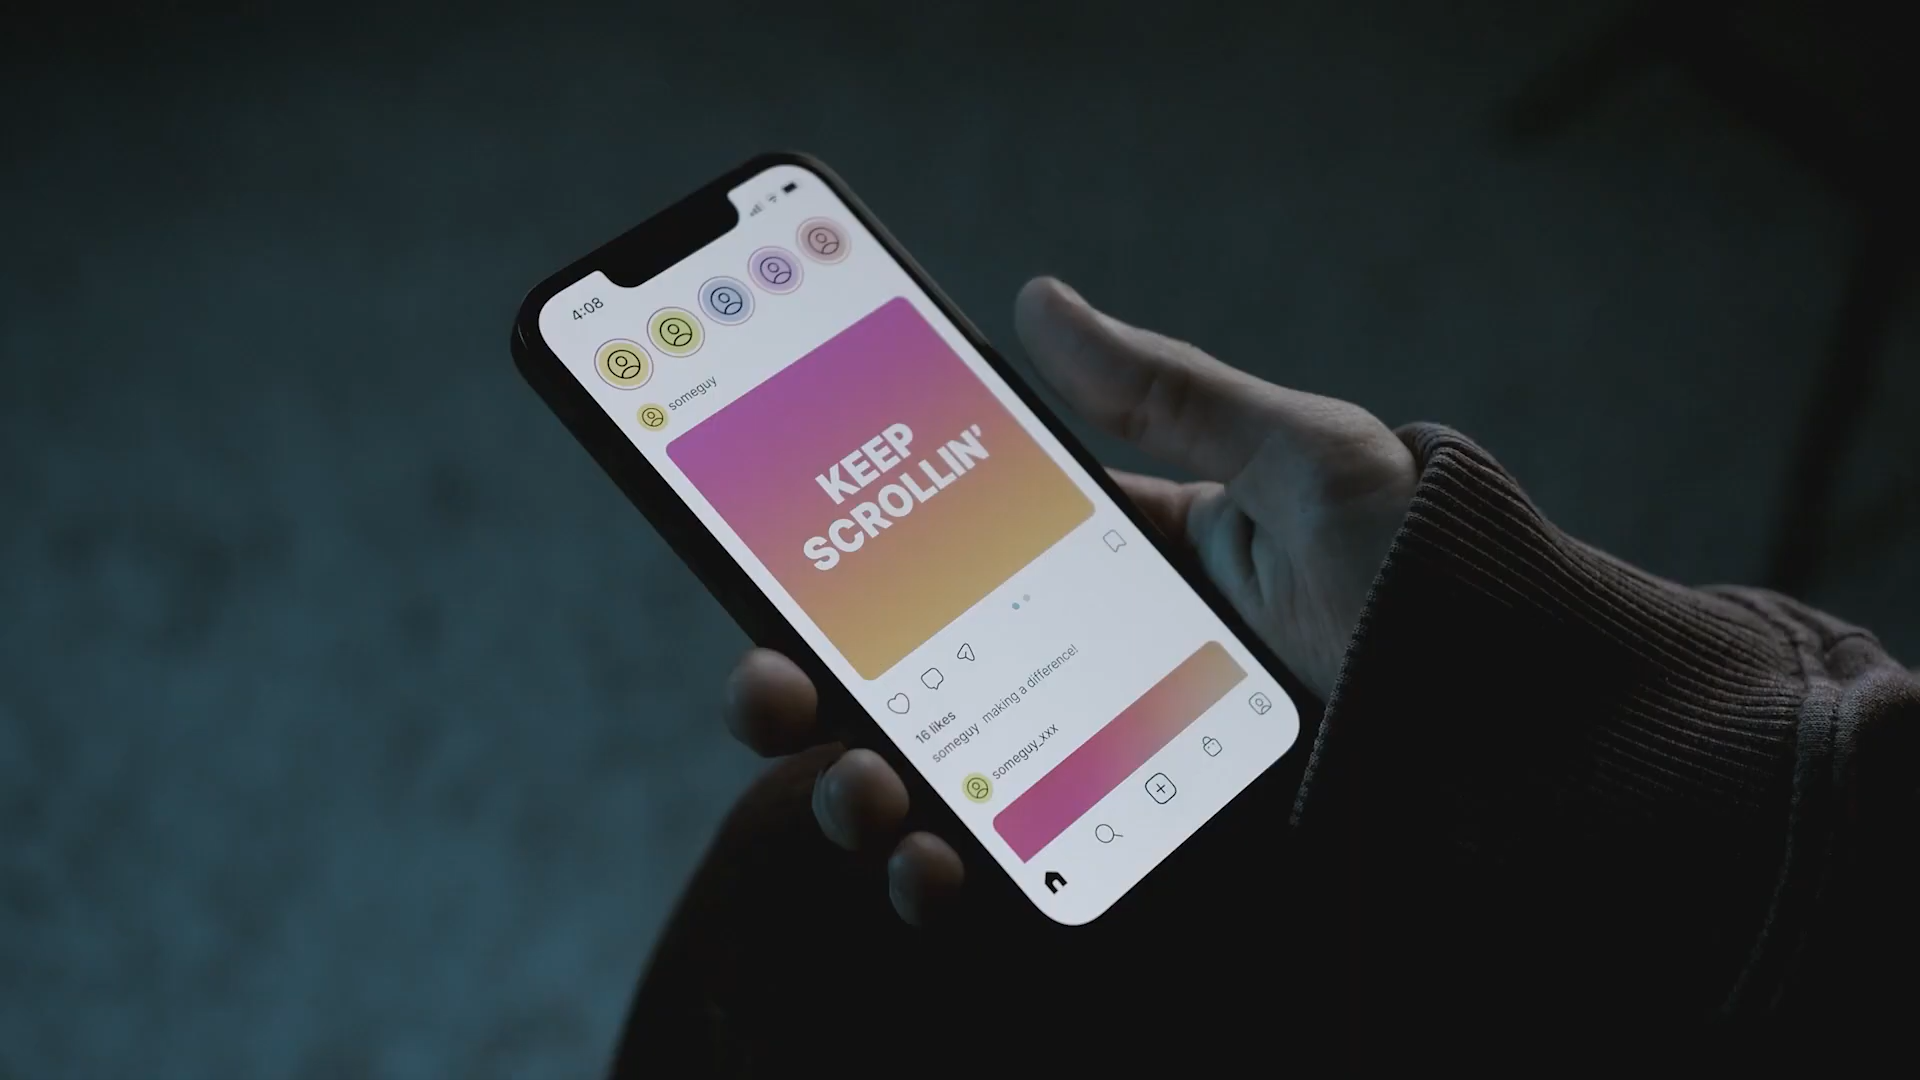 4:08
someguy
KEEP
SCROLLIN'
16 likes
someguy making a difference!
someguy_xxx